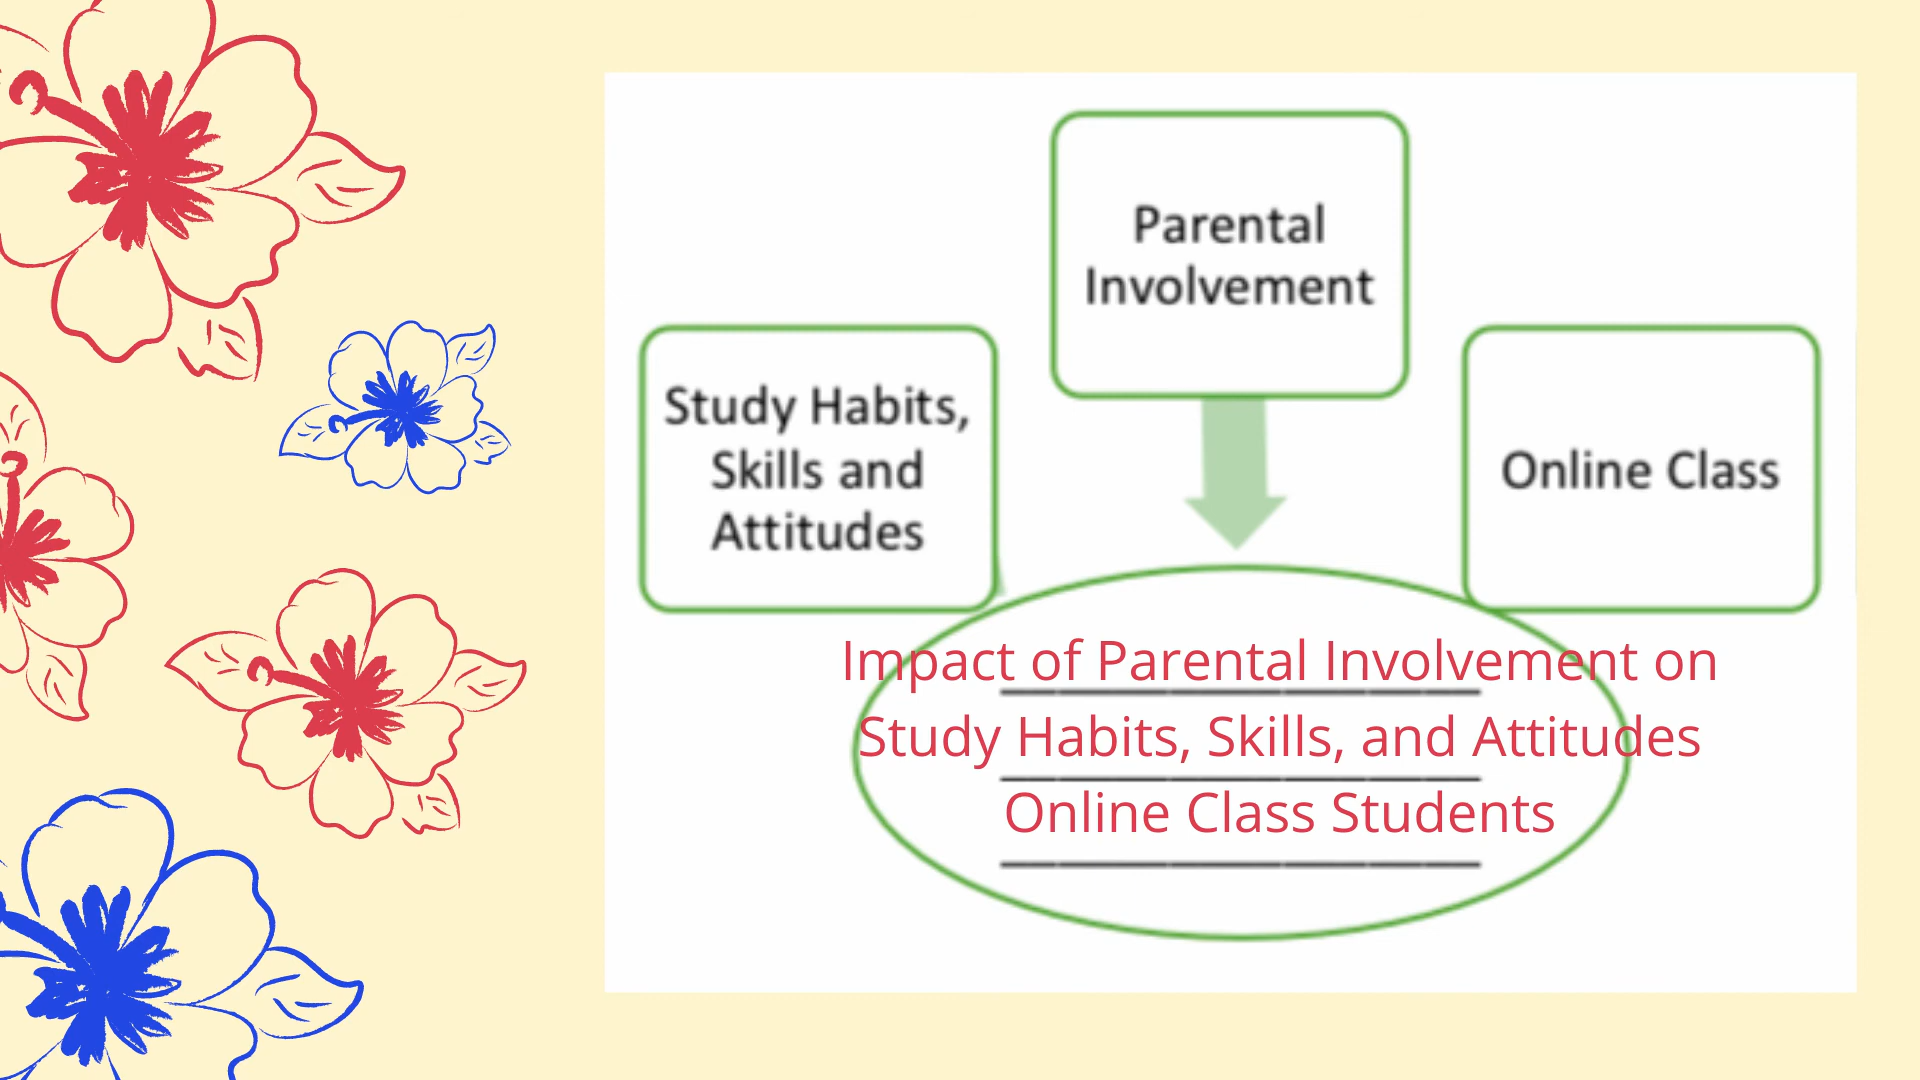 Parental
Involvement
Study Habits,
Skills and
Attitudes
Online Class
Impact of Parental Involvement on
Study Habits, Skills, and Attitudes
Online Class Students